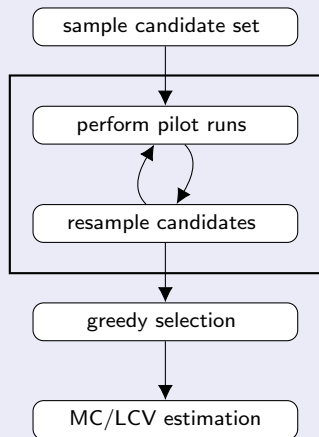 sample candidate set
perform pilot runs
resample candidates
greedy selection
MC/LCV estimation